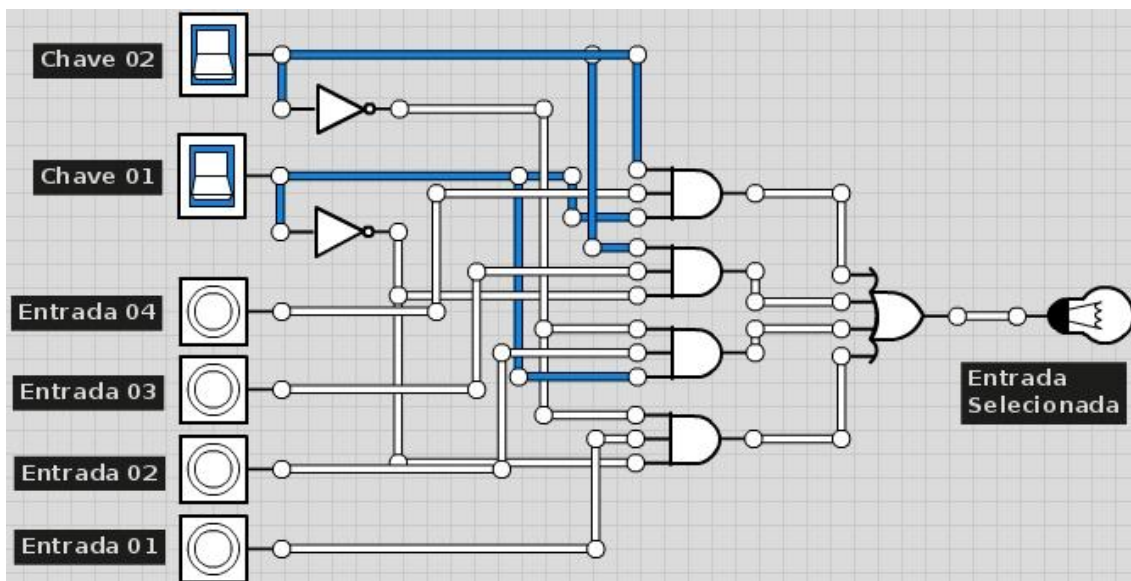 Chave 02
Chave 01
Entrada 04
Entrada 03
Entrada 02
Entrada 01
Entrada
Selecionada